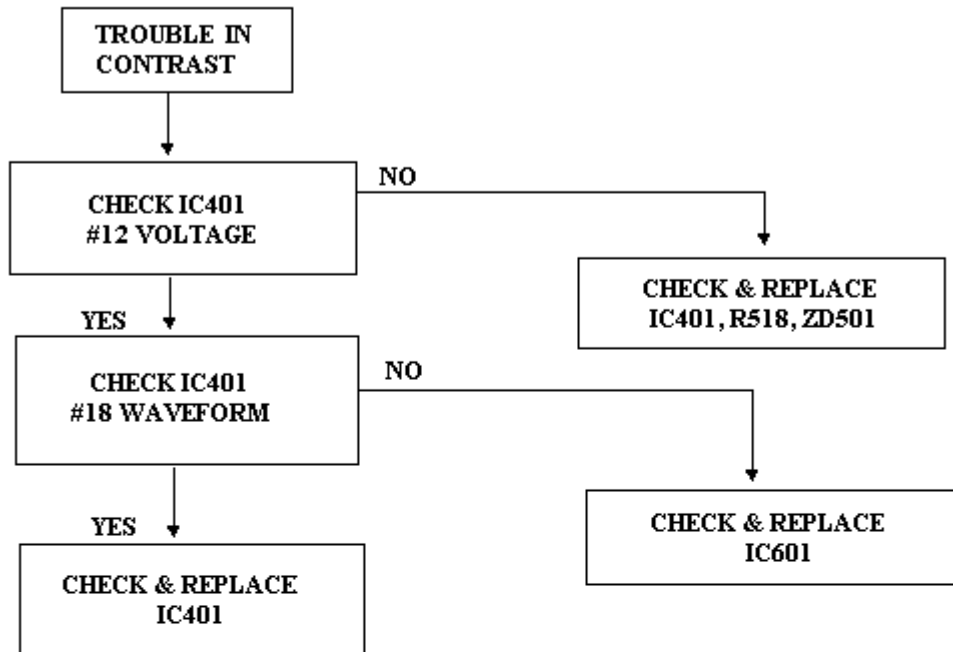 TROUBLE IN
CONTRAST
CHECK IC401
#12 VOLTAGE
NO
CHECK & REPLACE
IC401, R518, ZD501
YES
CHECK IC401
#18 WAVEFORM
NO
CHECK & REPLACE
IC601
YES
CHECK & REPLACE
IC401